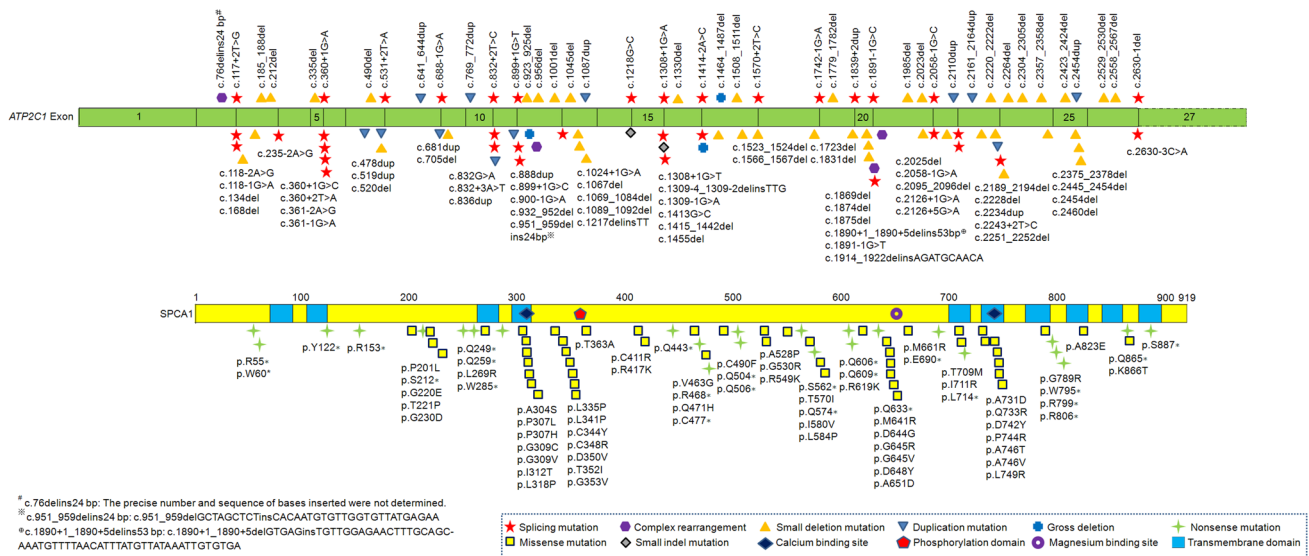 c.76delins24 bp#
c.117+2T>G
c.185_188del
c.212del
c.335del
c.360+1G>A
c.490del
c.531+2T>A
c.641_644dup
c.688-1G>A
c.769_772dup
c.832+2T>C
c.899+1G>T
c.923_925del
c.956del
c.1001del
c.1045del
c.1087dup
c.1218G>C
c.1308+1G>A
c.1330del
c.1414-2A>C
c.1464_1487del
c.1508_1511del
c.1570+2T>C
c.1742-1G>A
c.1779_1782del
c.1839+2dup
c.1891-1G>C
c.1985del
c.2023del
c.2058-1G>C
c.2110dup
c.2161_2164dup
c.2220_2222del
c.2264del
c.2304_2305del
c.2357_2358del
c.2423_2424del
c.2454dup
c.2529_2530del
c.2558_2567del
c.2630-1del
ATP2C1 Exon 1 5 10 15 20 25 27
c.118-2A>G
c.118-1G>A
c.134del
c.168del
c.235-2A>G
c.360+1G>C
c.360+2T>A
c.361-2A>G
c.361-1G>A
c.478dup
c.519dup
c.520del
c.681dup
c.705del
c.832G>A
c.832+3A>T
c.836dup
c.888dup
c.899+1G>C
c.900-1G>A
c.932_952del
c.951_959del
ins24bp※
c.1024+1G>A
c.1067del
c.1069_1084del
c.1089_1092del
c.1217delinsTT
c.1308+1G>T
c.1309-4_1309-2delinsTTG
c.1309-1G>A
c.1413G>C
c.1415_1442del
c.1455del
c.1523_1524del
c.1566_1567del
c.1723del
c.1831del
c.1869del
c.1874del
c.1875del
c.1890+1_1890+5delins53bp⊕
c.1891-1G>T
c.1914_1922delinsAGATGCAACA
c.2025del
c.2058-1G>A
c.2095_2096del
c.2126+1G>A
c.2126+5G>A
c.2189_2194del
c.2228del
c.2234dup
c.2243+2T>C
c.2251_2252del
c.2375_2378del
c.2445_2454del
c.2454del
c.2460del
c.2630-3C>A
1 100 200 300 400 500 600 700 800 900 919
SPCA1
p.R55*
p.W60*
p.Y122*
p.R153*
p.P201L
p.S212*
p.G220E
p.T221P
p.G230D
p.Q249*
p.Q259*
p.L269R
p.W285*
p.A304S
p.P307L
p.P307H
p.G309C
p.G309V
p.I312T
p.L318P
p.L335P
p.L341P
p.C344Y
p.C348R
p.D350V
p.T352I
p.G353V
p.T363A
p.C411R
p.R417K
p.Q443*
p.V463G
p.R468*
p.Q471H
p.C477*
p.C490F
p.Q504*
p.Q506*
p.A528P
p.G530R
p.R549K
p.S562*
p.T570I
p.Q574*
p.I580V
p.L584P
p.Q606*
p.Q609*
p.R619K
p.Q633*
p.M641R
p.D644G
p.G645R
p.G645V
p.D648Y
p.A651D
p.M661R
p.E690*
p.T709M
p.I711R
p.L714*
p.A731D
p.Q733R
p.D742Y
p.P744R
p.A746T
p.A746V
p.L749R
p.G789R
p.W795*
p.R799*
p.R806*
p.A823E
p.Q865*
p.K866T
p.S887*
# c.76delins24 bp: The precise number and sequence of bases inserted were not determined.
※c.951_959delins24 bp: c.951_959delGCTAGCTCTinsCACAATGTGTTGGTGTTATGAGAA
⊕c.1890+1_1890+5delins53 bp: c.1890+1_1890+5delGTGAGinsTGTTGGAGAACTTTGCAGC-
AAATGTTTTAACATTTATGTTATAAATTGTGTGA
Splicing mutation Complex rearrangement Small deletion mutation Duplication mutation Gross deletion Nonsense mutation
Missense mutation Small indel mutation Calcium binding site Phosphorylation domain Magnesium binding site Transmembrane domain